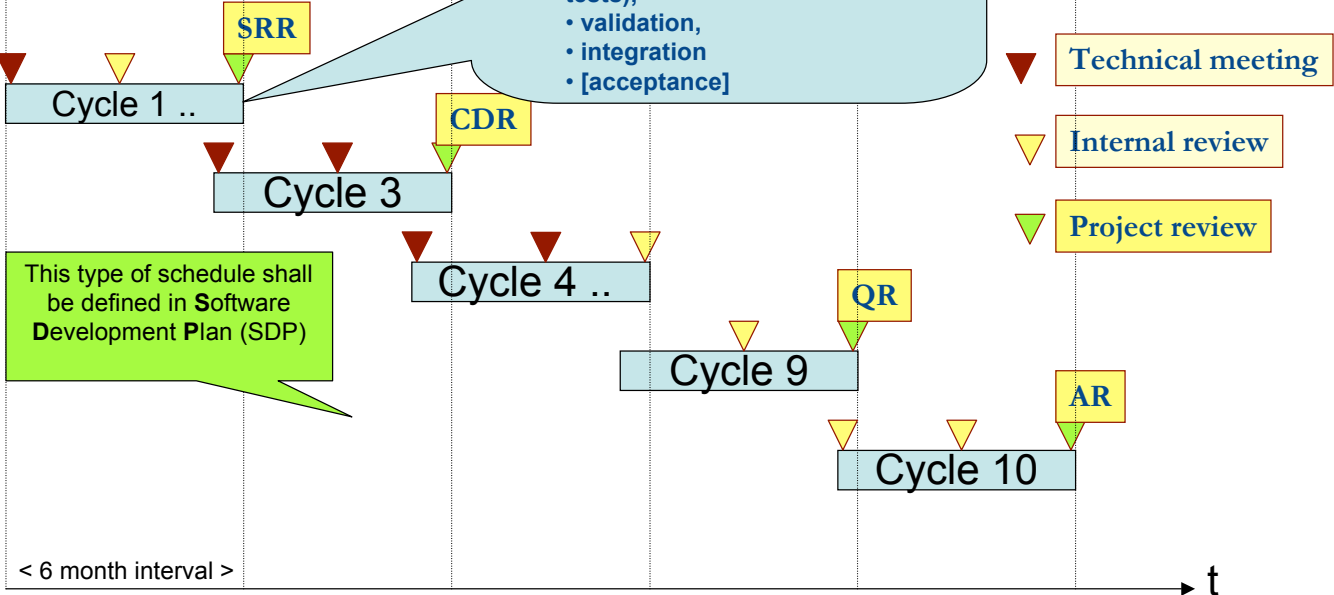 tests),
• validation,
• integration
• [acceptance]
SRR
Technical meeting
Cycle 1 ..
CDR
Internal review
Cycle 3
Project review
This type of schedule shall
be defined in Software
Development Plan (SDP)
Cycle 4 ..
QR
Cycle 9
AR
Cycle 10
< 6 month interval >
t